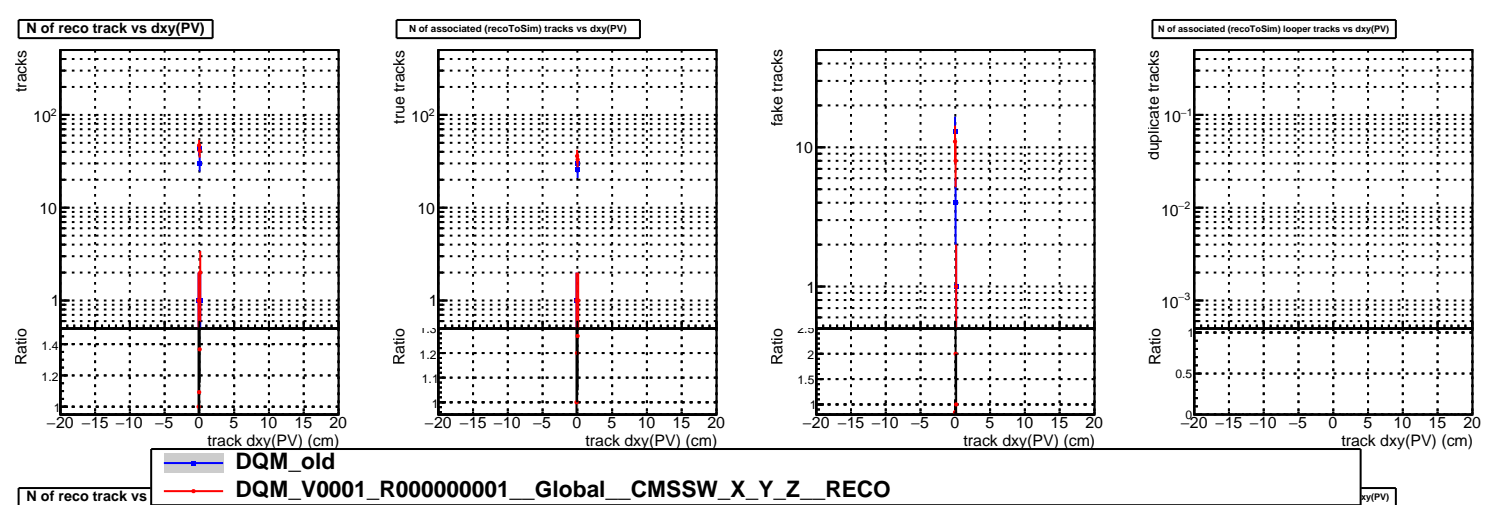 N of reco track vs dxy(PV)
tracks
10²
10
1
Ratio
1.4
1.2
1
−20 −15 −10 −5 0 5 10 15 20
track dxy(PV) (cm)
N of associated (recoToSim) tracks vs dxy(PV)
true tracks
10²
10
1
Ratio
1.3
1.2
1.1
1
−20 −15 −10 −5 0 5 10 15 20
track dxy(PV) (cm)
fake tracks
10
1
Ratio
2.5
2
1.5
1
−20 −15 −10 −5 0 5 10 15 20
track dxy(PV) (cm)
N of associated (recoToSim) looper tracks vs dxy(PV)
duplicate tracks
10⁻¹
10⁻²
10⁻³
Ratio
1
0.5
0
−20 −15 −10 −5 0 5 10 15 20
track dxy(PV) (cm)
DQM_old
DQM_V0001_R000000001__Global__CMSSW_X_Y_Z__RECO
N of reco track vs
xy(PV)